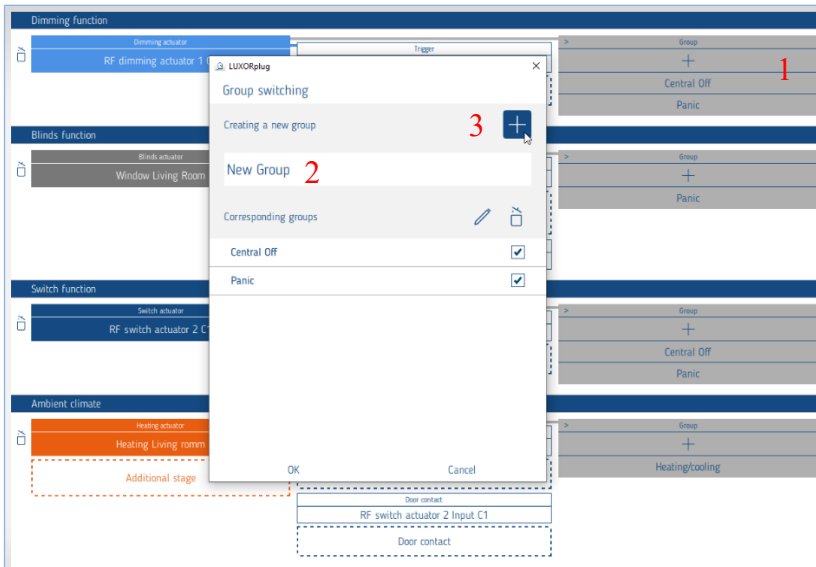 Dimming function
Dimming actuator
RF dimming actuator 1
Trigger
> Group
+
Central Off
Panic
1
LUXORplug
Group switching
Creating a new group
3
+
New Group
2
Corresponding groups
Central Off
Panic
OK Cancel
Blinds function
Blinds actuator
Window Living Room
> Group
+
Panic
Switch function
Switch actuator
RF switch actuator 2 C1
> Group
+
Central Off
Panic
Ambient climate
Heating actuator
Heating Living romm
Additional stage
> Group
+
Heating/cooling
Door contact
RF switch actuator 2 Input C1
Door contact